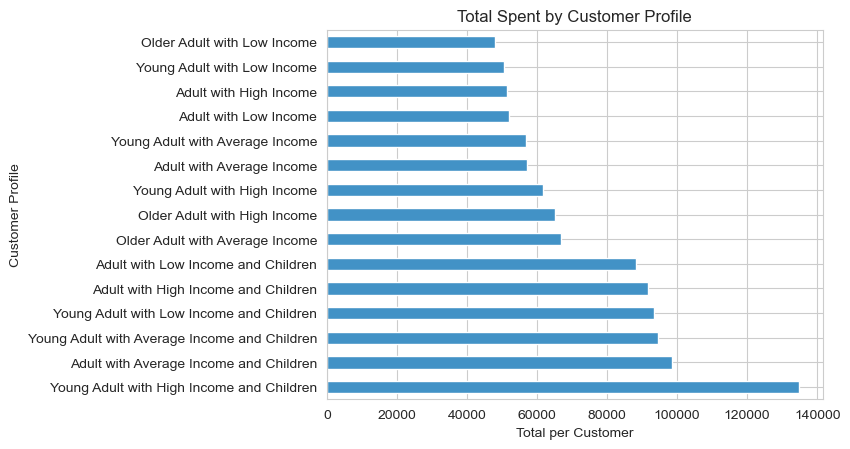 Total Spent by Customer Profile
Customer Profile
Older Adult with Low Income
Young Adult with Low Income
Adult with High Income
Adult with Low Income
Young Adult with Average Income
Adult with Average Income
Young Adult with High Income
Older Adult with High Income
Older Adult with Average Income
Adult with Low Income and Children
Adult with High Income and Children
Young Adult with Low Income and Children
Young Adult with Average Income and Children
Adult with Average Income and Children
Young Adult with High Income and Children
0 20000 40000 60000 80000 100000 120000 140000
Total per Customer